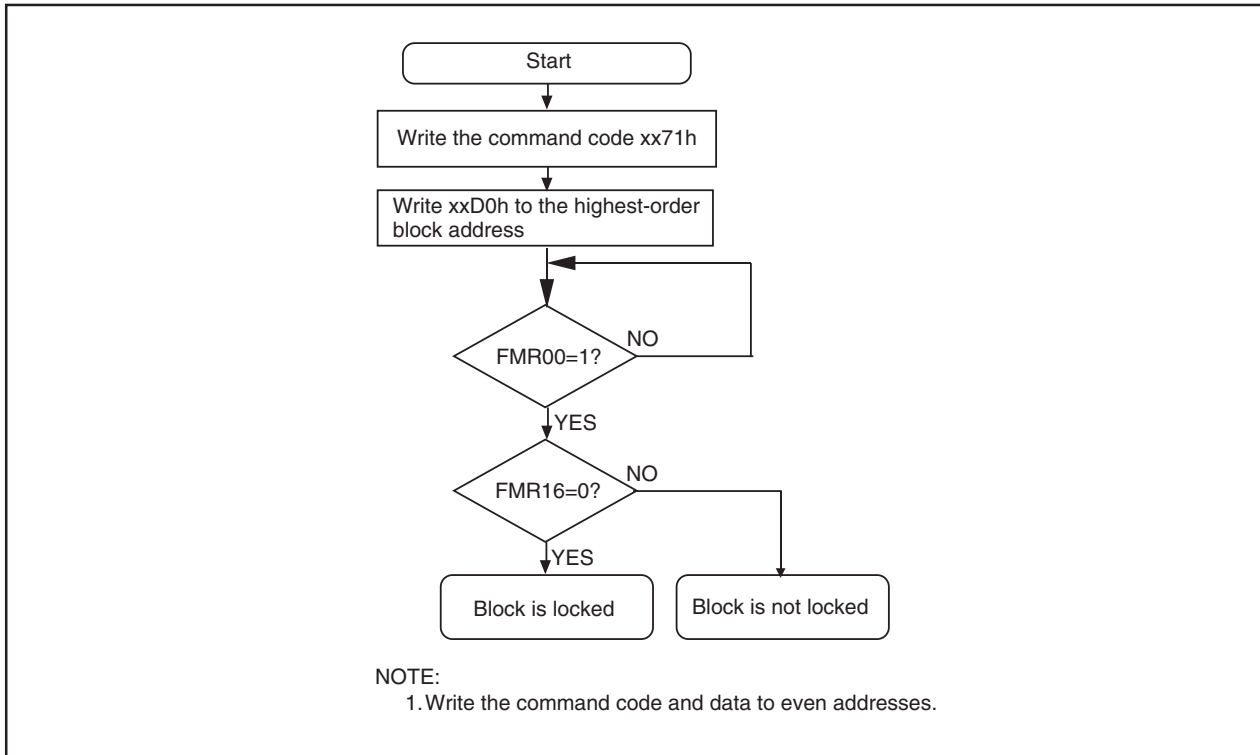 Start
Write the command code xx71h
Write xxD0h to the highest-order
block address
FMR00=1?
NO
YES
FMR16=0?
NO
YES
Block is locked
Block is not locked
NOTE:
1. Write the command code and data to even addresses.